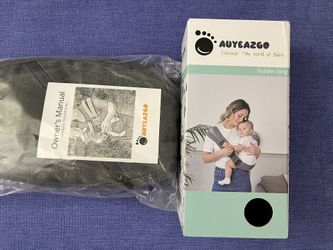 Owner's Manual
AUYEAZGO
AUYEAZGO
Discover The world of Baby
Toddler Sling